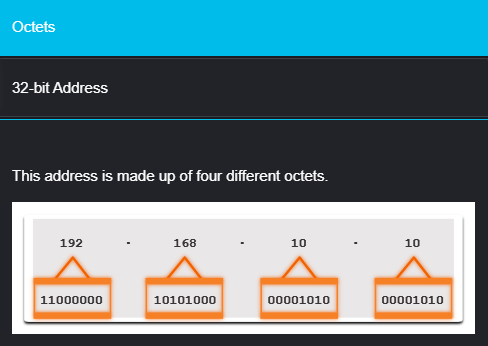 Octets
32-bit Address
This address is made up of four different octets.
192 . 168 . 10 . 10
11000000 10101000 00001010 00001010